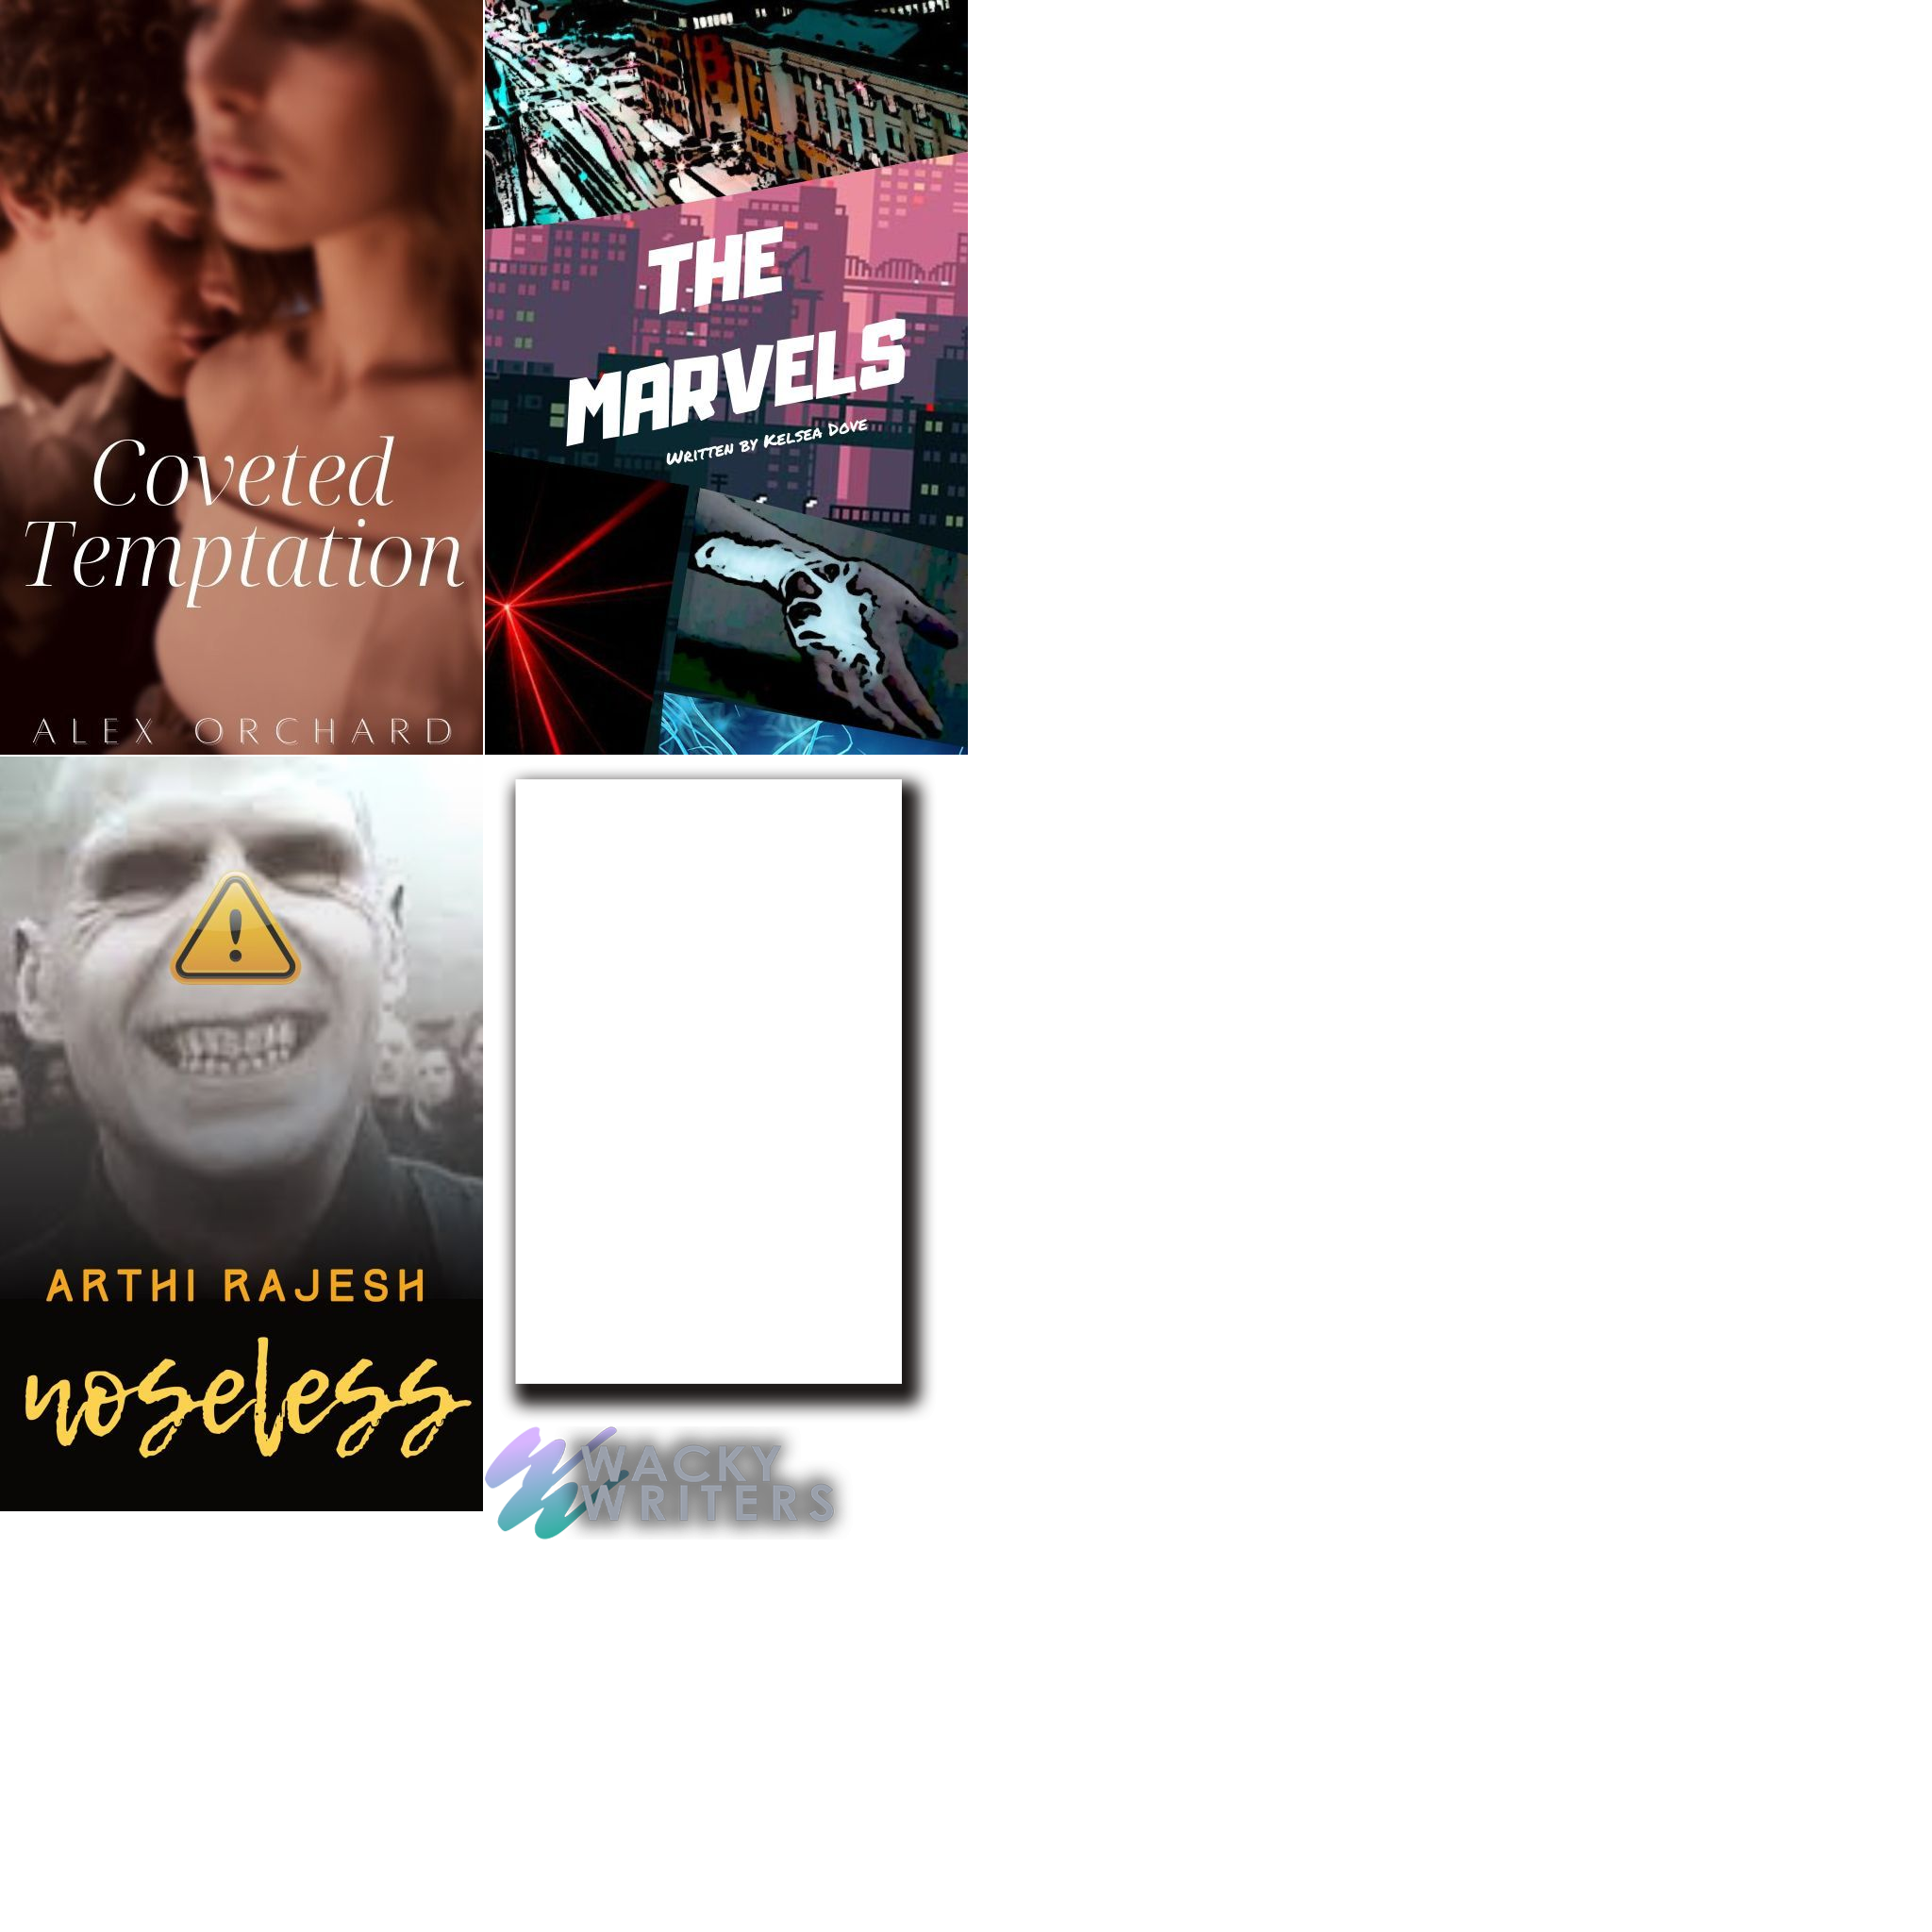 Coveted
Temptation
ALEX ORCHARD
THE
MARVELS
WRITTEN BY KELSEA DOVE
ARTHI RAJESH
noseless
WACKY
WRITERS